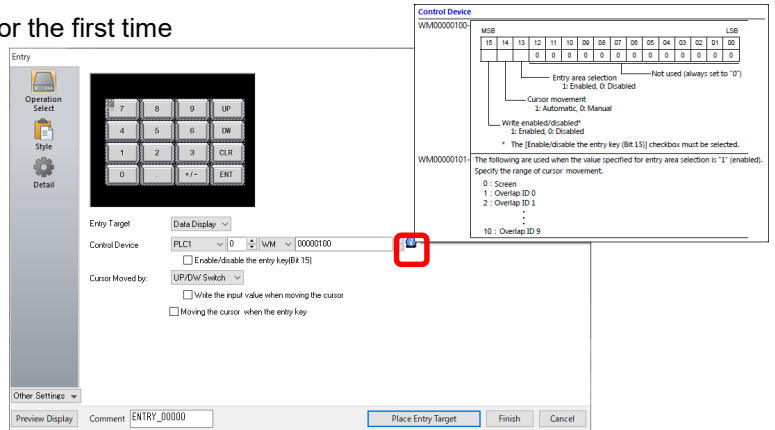 or the first time
Control Device
WM00000100-
MSB
LSB
15 14 13 12 11 10 09 08 07 06 05 04 03 02 01 00
0 0 0 0 0 0 0 0 0 0 0 0 0
Entry area selection
1: Enabled, 0: Disabled
Not used (always set to "0")
Cursor movement
1: Automatic, 0: Manual
Write enabled/disabled*
1: Enabled, 0: Disabled
* The [Enable/disable the entry key (Bit 15)] checkbox must be selected.
WM00000101-
The following are used when the value specified for entry area selection is "1" (enabled).
Specify the range of cursor movement.
0 : Screen
1 : Overlap ID 0
2 : Overlap ID 1
:
10 : Overlap ID 9
Entry
Operation
Select
Style
Detail
7 8 9 UP
4 5 6 DW
1 2 3 CLR
0 . +/- ENT
Entry Target Data Display
Control Device PLC1 0 WM 00000100
Enable/disable the entry key(Bit 15)
Cursor Moved by: UP/DW Switch
Write the input value when moving the cursor
Moving the cursor when the entry key
Other Settings
Preview Display Comment ENTRY_00000 Place Entry Target Finish Cancel